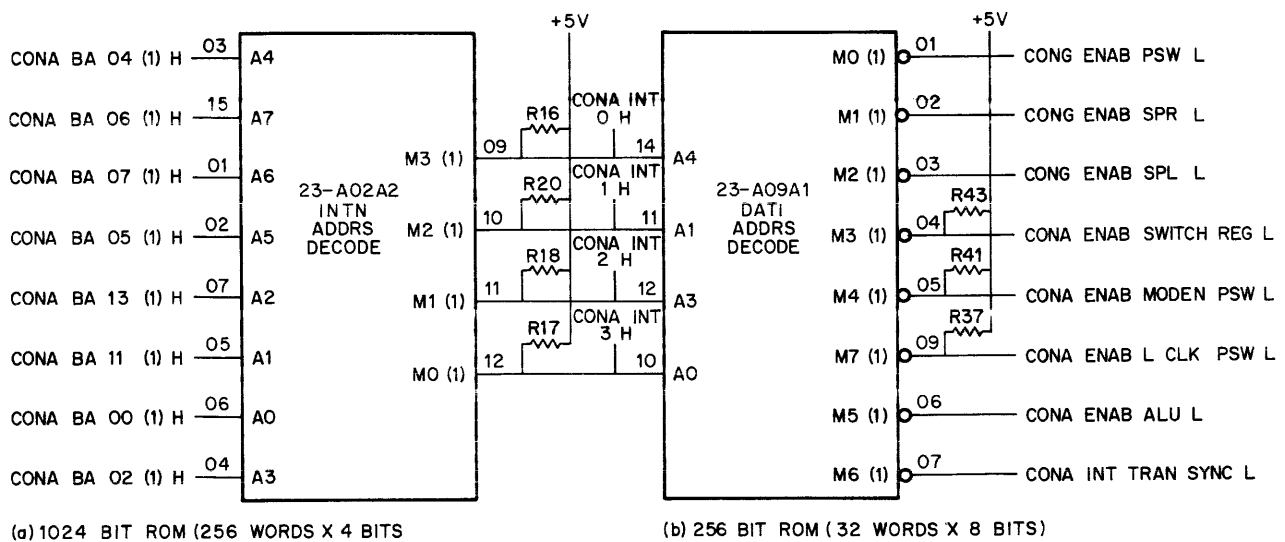 +5V
+5V
CONA BA 04 (1) H 03 A4
CONA BA 06 (1) H 15 A7
CONA BA 07 (1) H 01 A6
CONA BA 05 (1) H 02 A5
CONA BA 13 (1) H 07 A2
CONA BA 11 (1) H 05 A1
CONA BA 00 (1) H 06 A0
CONA BA 02 (1) H 04 A3
23-A02A2
INTN
ADDRS
DECODE
M3 (1) 09
M2 (1) 10
M1 (1) 11
M0 (1) 12
R16
R20
R18
R17
CONA INT
0 H
CONA INT
1 H
CONA INT
2 H
CONA INT
3 H
14 A4
11 A1
12 A3
10 A0
23-A09A1
DATI
ADDRS
DECODE
M0 (1) 01 CONG ENAB PSW L
M1 (1) 02 CONG ENAB SPR L
M2 (1) 03 CONG ENAB SPL L
R43
M3 (1) 04 CONA ENAB SWITCH REG L
R41
M4 (1) 05 CONA ENAB MODEN PSW L
R37
M7 (1) 09 CONA ENAB L CLK PSW L
M5 (1) 06 CONA ENAB ALU L
M6 (1) 07 CONA INT TRAN SYNC L
(a) 1024 BIT ROM (256 WORDS X 4 BITS
(b) 256 BIT ROM (32 WORDS X 8 BITS)